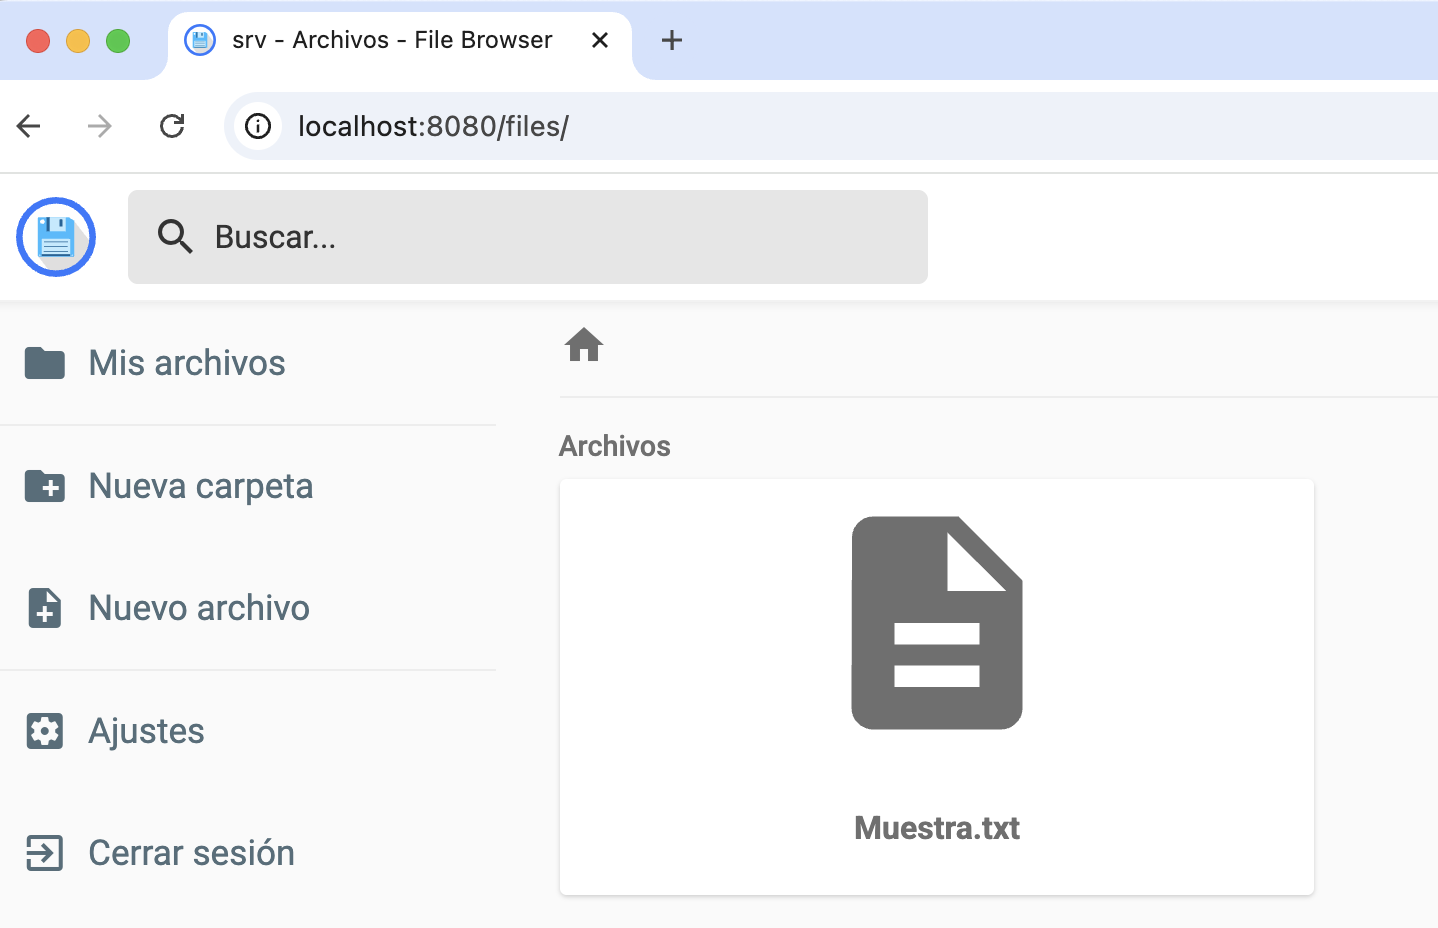 srv - Archivos - File Browser
localhost:8080/files/
Buscar...
Mis archivos
Nueva carpeta
Nuevo archivo
Ajustes
Cerrar sesión
Archivos
Muestra.txt